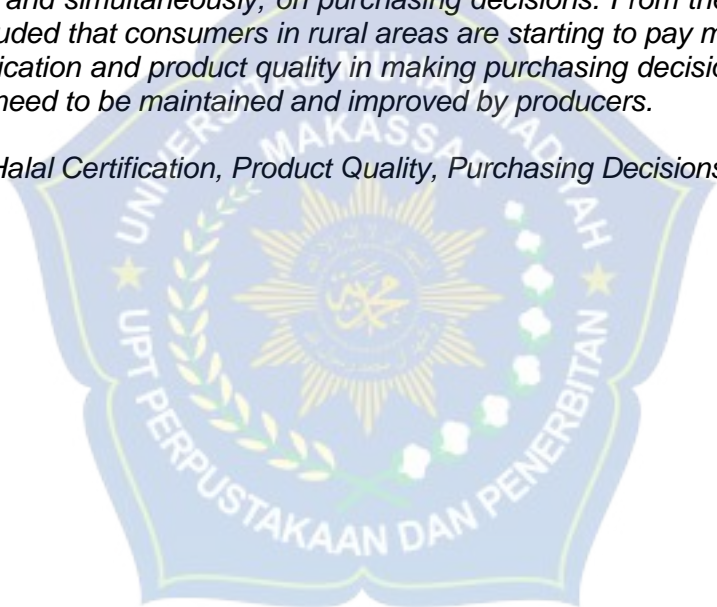 and simultaneously, on purchasing decisions. From the
uded that consumers in rural areas are starting to pay m
ication and product quality in making purchasing decisio
need to be maintained and improved by producers.
Halal Certification, Product Quality, Purchasing Decisions
UNIVERSITAS MUHAMMADIYAH
MAKASSAR
UPT PERPUSTAKAAN DAN PENERBITAN